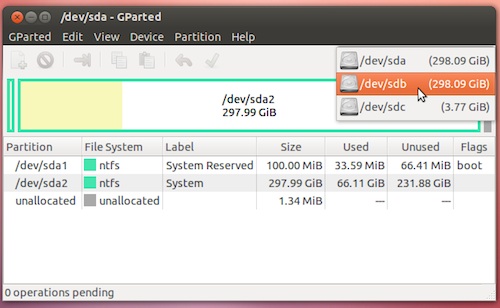 /dev/sda - GParted
GParted Edit View Device Partition Help
/dev/sda (298.09 GiB)
/dev/sdb (298.09 GiB)
/dev/sdc (3.77 GiB)
/dev/sda2
297.99 GiB
Partition File System Label Size Used Unused Flags
/dev/sda1 ntfs System Reserved 100.00 MiB 33.59 MiB 66.41 MiB boot
/dev/sda2 ntfs System 297.99 GiB 66.11 GiB 231.88 GiB
unallocated unallocated 1.34 MiB --- ---
0 operations pending